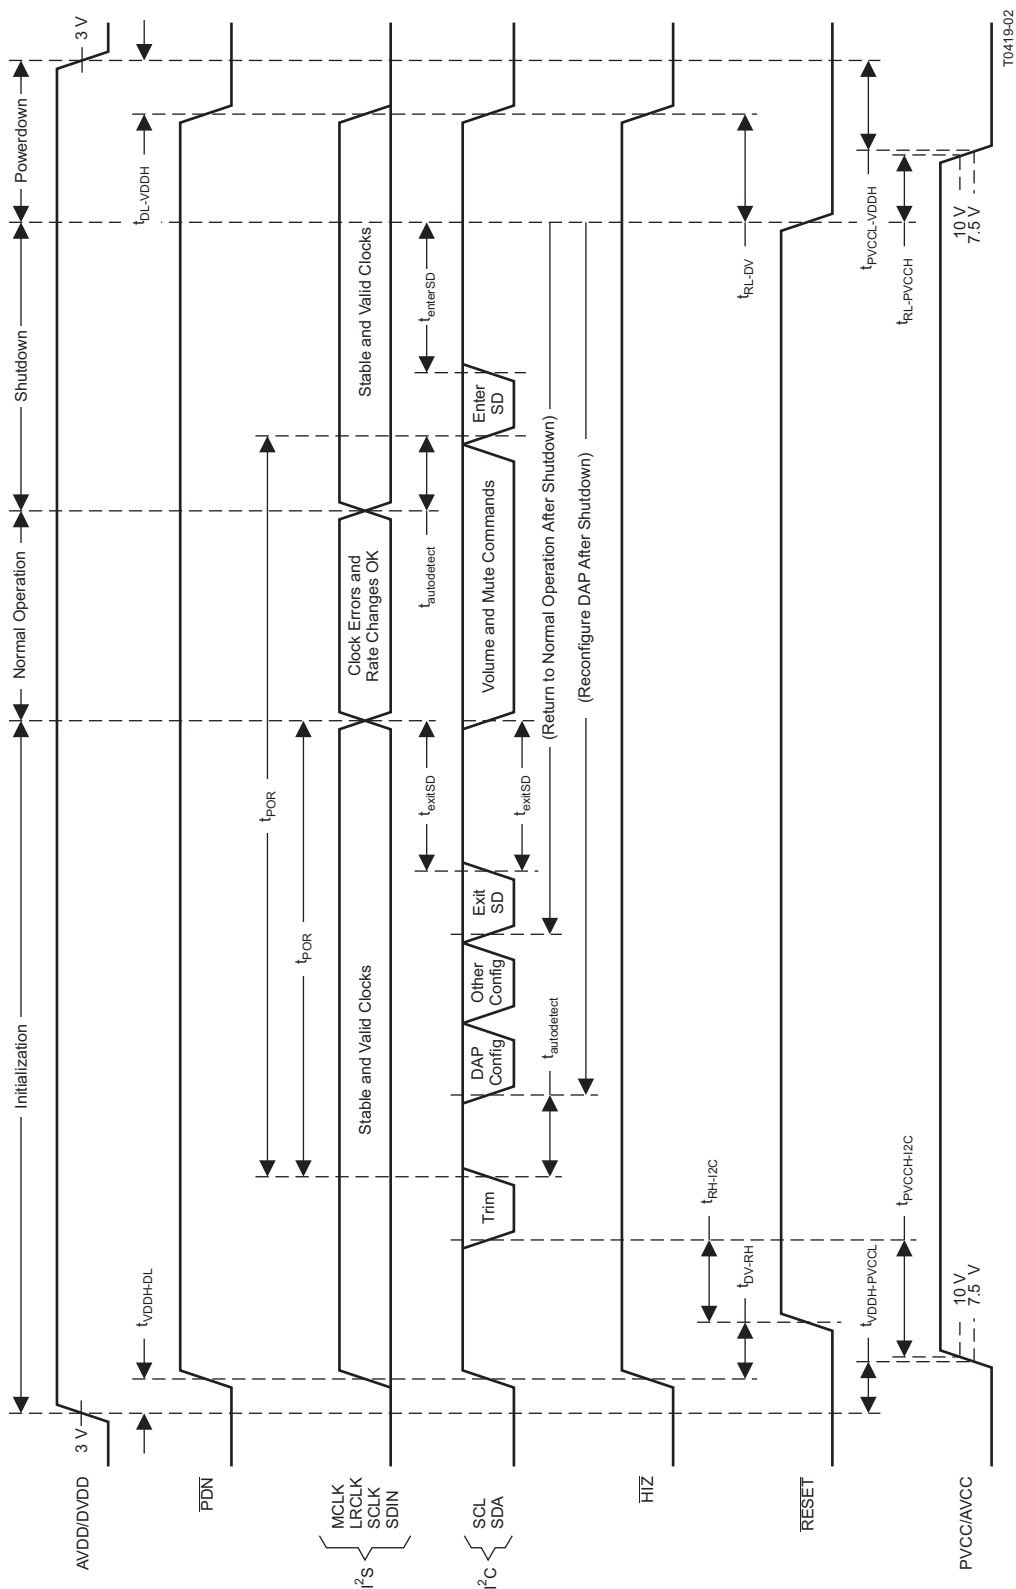 Initialization
Normal Operation
Shutdown
Powerdown
AVDD/DVDD
3 V
3 V
tVDDH-DL
tDL-VDDH
PDN
tPOR
tPOR
I2S
MCLK
LRCLK
SCLK
SDIN
Stable and Valid Clocks
Clock Errors and
Rate Changes OK
Stable and Valid Clocks
texitSD
tautodetect
tenterSD
I2C
SCL
SDA
Trim
DAP
Config
Other
Config
Exit
SD
Volume and Mute Commands
Enter
SD
tautodetect
texitSD
(Return to Normal Operation After Shutdown)
(Reconfigure DAP After Shutdown)
HIZ
tRH-I2C
tDV-RH
tRL-DV
RESET
tVDDH-PVCCL
tPVCCH-I2C
tPVCCL-VDDH
tRL-PVCCH
PVCC/AVCC
10 V
7.5 V
10 V
7.5 V
T0419-02